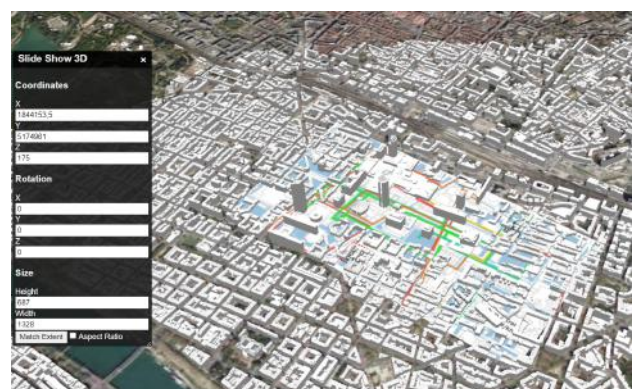 Slide Show 3D ×
Coordinates
X
1844153,5
Y
5174961
Z
175
Rotation
X
0
Y
0
Z
0
Size
Height
687
Width
1328
Match Extent Aspect Ratio